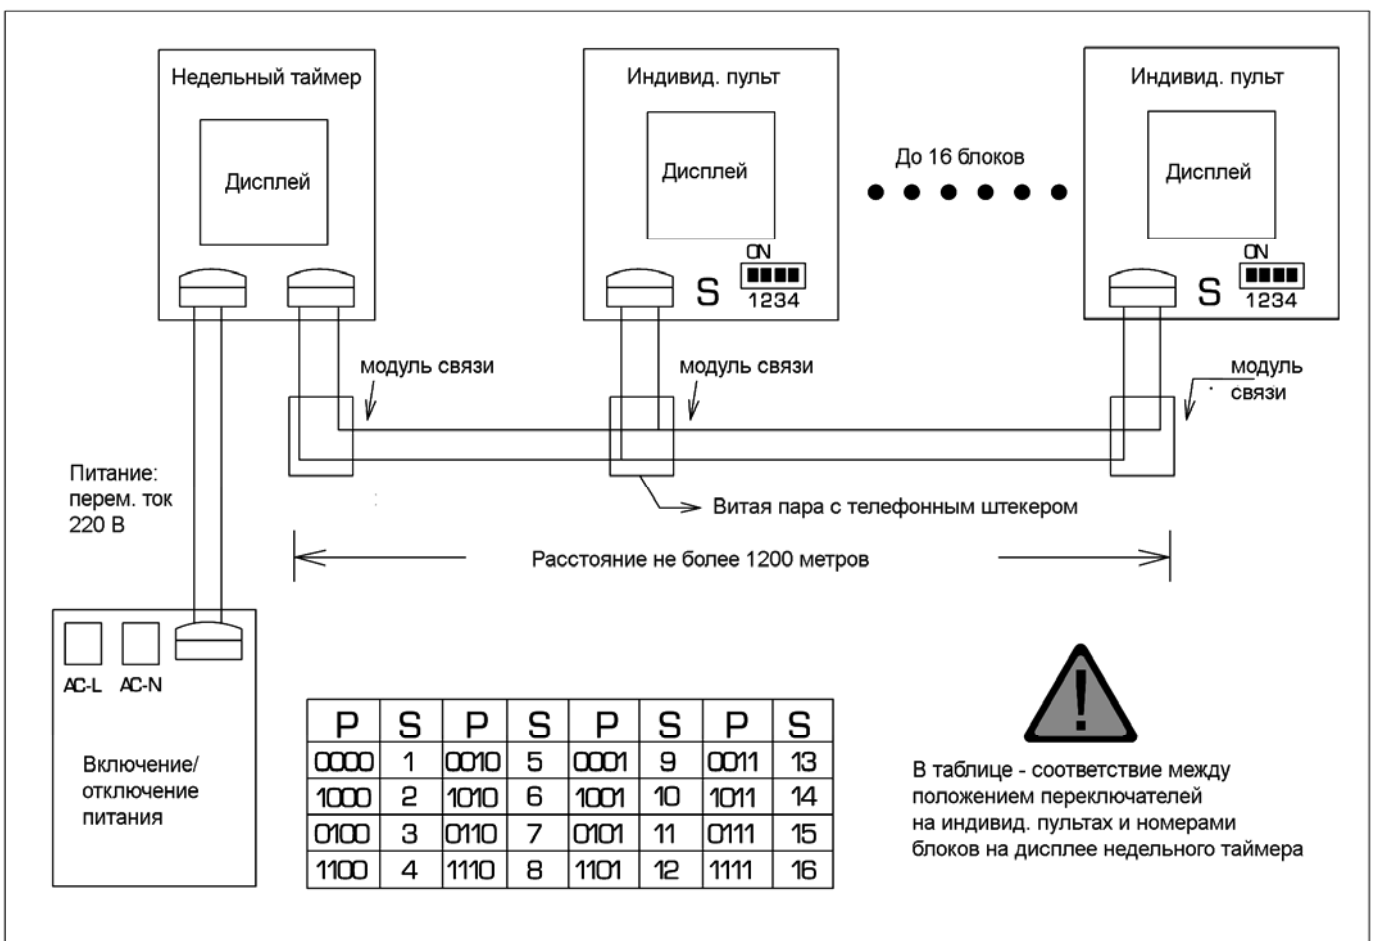 Недельный таймер
Дисплей
Индивид. пульт
Дисплей
ON
S
1234
До 16 блоков
Индивид. пульт
Дисплей
ON
S
1234
модуль связи
модуль связи
модуль
связи
Питание:
перем. ток
220 В
Витая пара с телефонным штекером
Расстояние не более 1200 метров
AC-L AC-N
Включение/
отключение
питания
P S P S P S P S
0000 1 0010 5 0001 9 0011 13
1000 2 1010 6 1001 10 1011 14
0100 3 0110 7 0101 11 0111 15
1100 4 1110 8 1101 12 1111 16
!
В таблице - соответствие между
положением переключателей
на индивид. пультах и номерами
блоков на дисплее недельного таймера